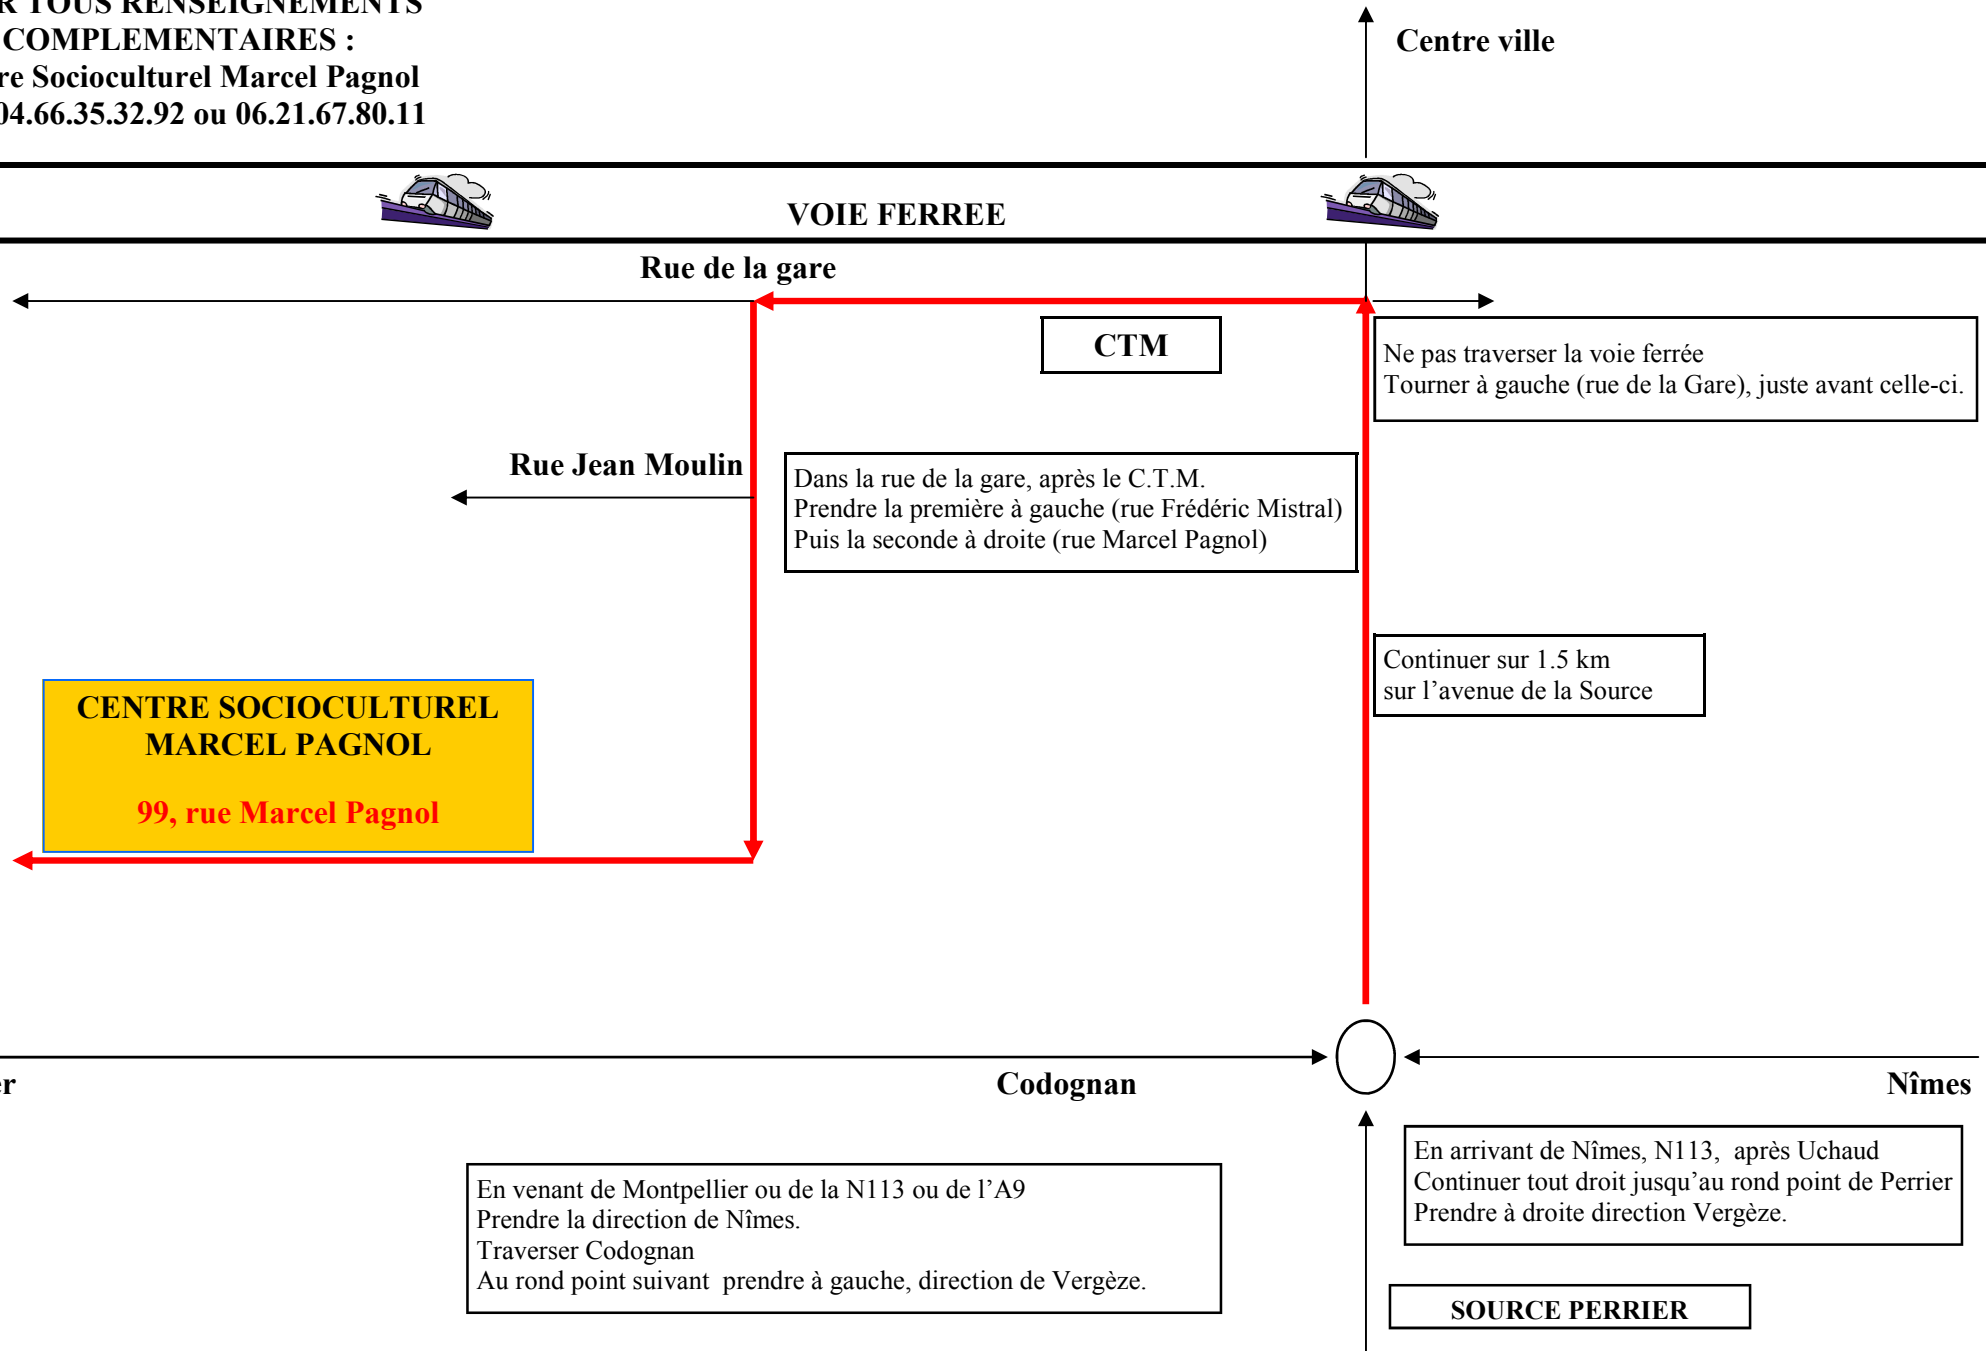 TOUS RENSEIGNEMENTS
COMPLEMENTAIRES :
Socioculturel Marcel Pagnol
04.66.35.32.92 ou 06.21.67.80.11
Centre ville
VOIE FERREE
Rue de la gare
CTM
Ne pas traverser la voie ferrée
Tourner à gauche (rue de la Gare), juste avant celle-ci.
Rue Jean Moulin
Dans la rue de la gare, après le C.T.M.
Prendre la première à gauche (rue Frédéric Mistral)
Puis la seconde à droite (rue Marcel Pagnol)
Continuer sur 1.5 km
sur l’avenue de la Source
CENTRE SOCIOCULTUREL
MARCEL PAGNOL
99, rue Marcel Pagnol
Codognan
Nîmes
En arrivant de Nîmes, N113, après Uchaud
Continuer tout droit jusqu’au rond point de Perrier
Prendre à droite direction Vergèze.
En venant de Montpellier ou de la N113 ou de l’A9
Prendre la direction de Nîmes.
Traverser Codognan
Au rond point suivant prendre à gauche, direction de Vergèze.
SOURCE PERRIER